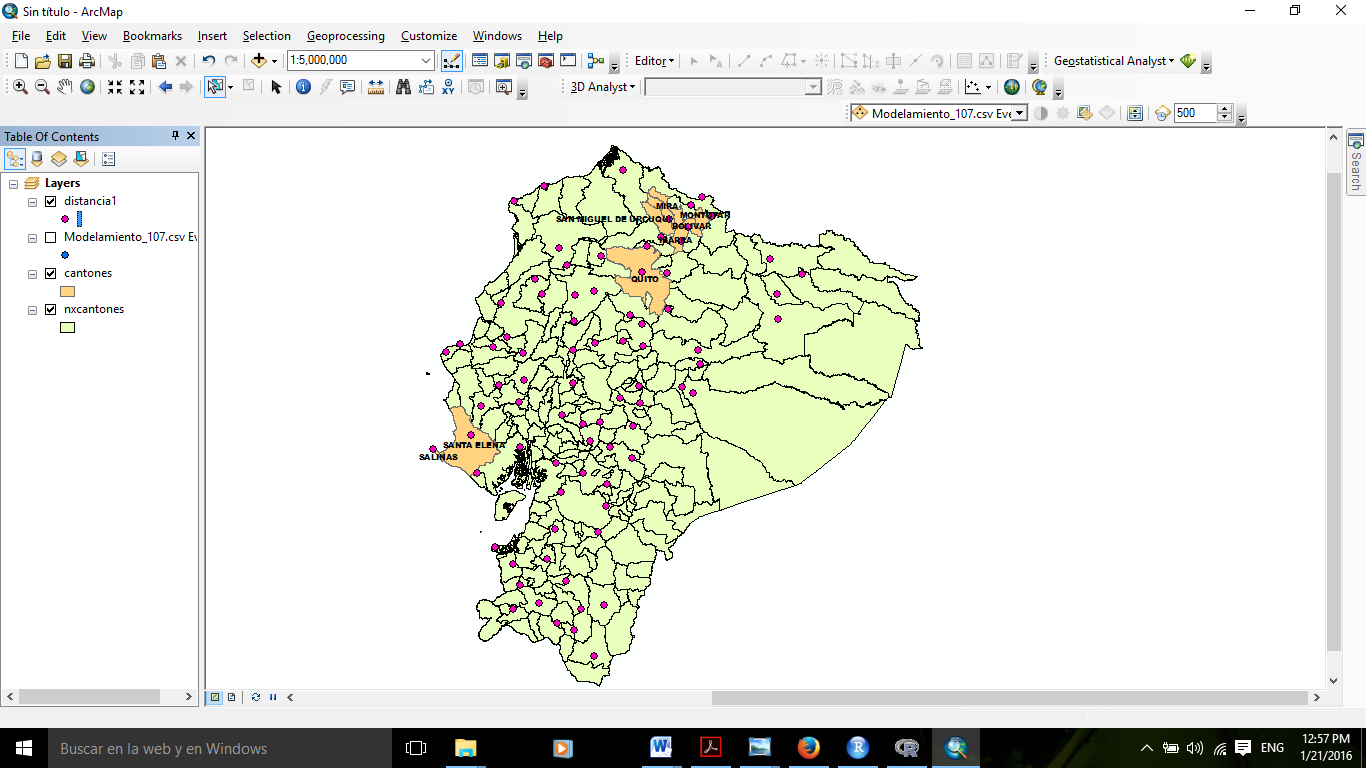 Sin título - ArcMap
File Edit View Bookmarks Insert Selection Geoprocessing Customize Windows Help
1:5,000,000 Editor Geostatistical Analyst
3D Analyst
Modelamiento_107.csv Eve 500
Table Of Contents
Layers
distancia1
Modelamiento_107.csv Ev
cantones
nxcantones
MIRA
MONTUFAR
SAN MIGUEL DE URCUQUI
BOLIVAR
IBARRA
QUITO
SANTA ELENA
SALINAS
Search
Buscar en la web y en Windows
ENG
12:57 PM
1/21/2016